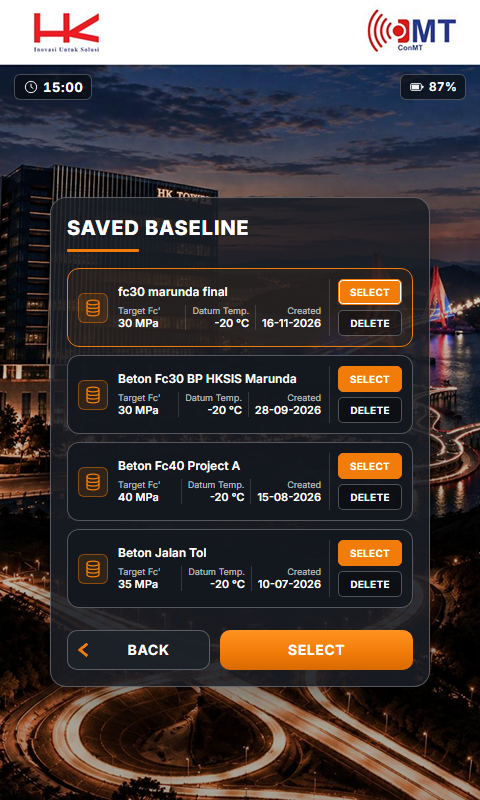 HK
Inovasi Untuk Solusi
MT
ConMT
15:00
87%
HK TOWER
SAVED BASELINE
fc30 marunda final
Target Fc' Datum Temp. Created
30 MPa -20 °C 16-11-2026
SELECT
DELETE
Beton Fc30 BP HKSIS Marunda
Target Fc' Datum Temp. Created
30 MPa -20 °C 28-09-2026
SELECT
DELETE
Beton Fc40 Project A
Target Fc' Datum Temp. Created
40 MPa -20 °C 15-08-2026
SELECT
DELETE
Beton Jalan Tol
Target Fc' Datum Temp. Created
35 MPa -20 °C 10-07-2026
SELECT
DELETE
BACK
SELECT